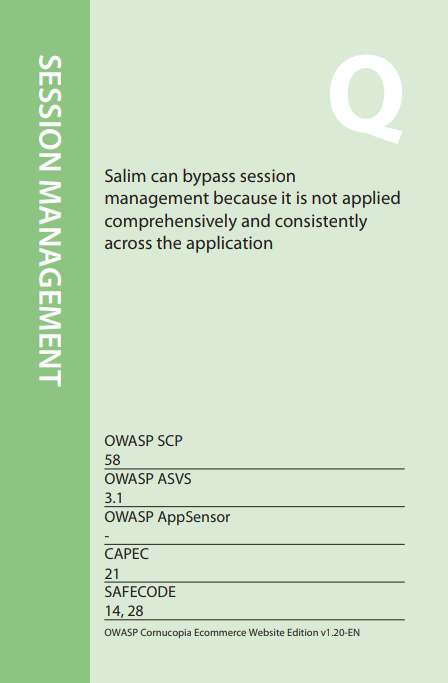 SESSION MANAGEMENT
Q
Salim can bypass session
management because it is not applied
comprehensively and consistently
across the application
OWASP SCP
58
OWASP ASVS
3.1
OWASP AppSensor
-
CAPEC
21
SAFECODE
14, 28
OWASP Cornucopia Ecommerce Website Edition v1.20-EN